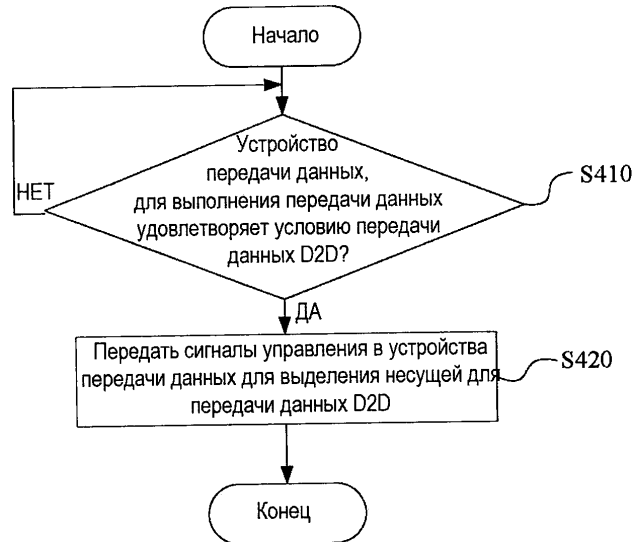 Начало
Устройство
передачи данных,
НЕТ
для выполнения передачи данных
S410
удовлетворяет условию передачи
данных D2D?
ДА
Передать сигналы управления в устройства
передачи данных для выделения несущей для
S420
передачи данных D2D
Конец